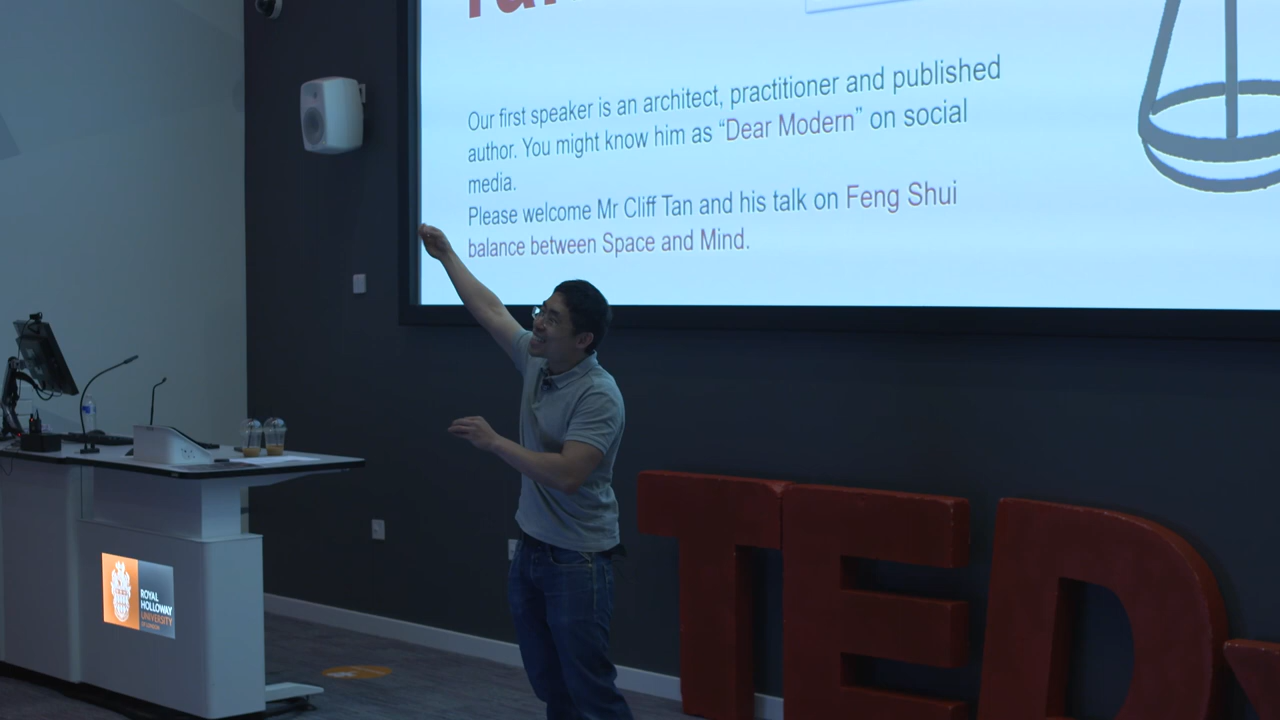 Our first speaker is an architect, practitioner and published
author. You might know him as “Dear Modern” on social
media.
Please welcome Mr Cliff Tan and his talk on Feng Shui
balance between Space and Mind.
ROYAL
HOLLOWAY
UNIVERSITY
OF LONDON
TED